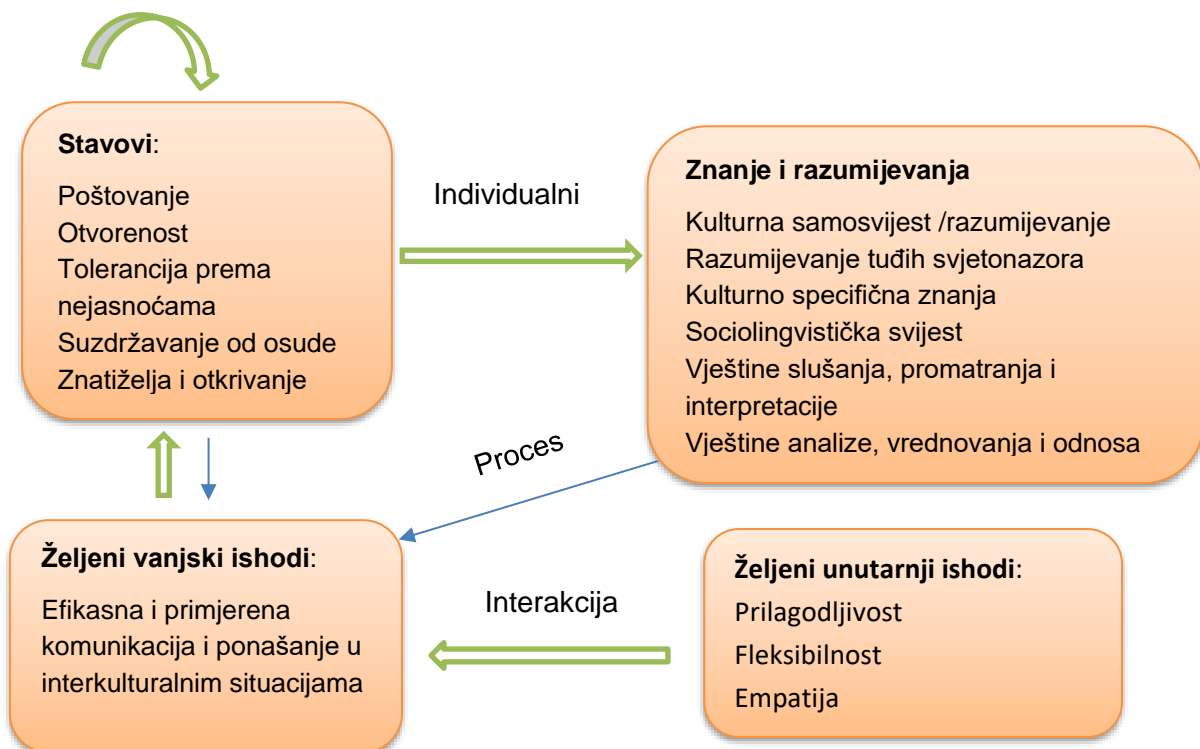 Stavovi:
Poštovanje
Otvorenost
Tolerancija prema
nejasnoćama
Suzdržavanje od osude
Znatiželja i otkrivanje
Individualni
Znanje i razumijevanja
Kulturna samosvijest /razumijevanje
Razumijevanje tuđih svjetonazora
Kulturno specifična znanja
Sociolingvistička svijest
Vještine slušanja, promatranja i
interpretacije
Vještine analize, vrednovanja i odnosa
Proces
Željeni vanjski ishodi:
Efikasna i primjerena
komunikacija i ponašanje u
interkulturalnim situacijama
Interakcija
Željeni unutarnji ishodi:
Prilagodljivost
Fleksibilnost
Empatija